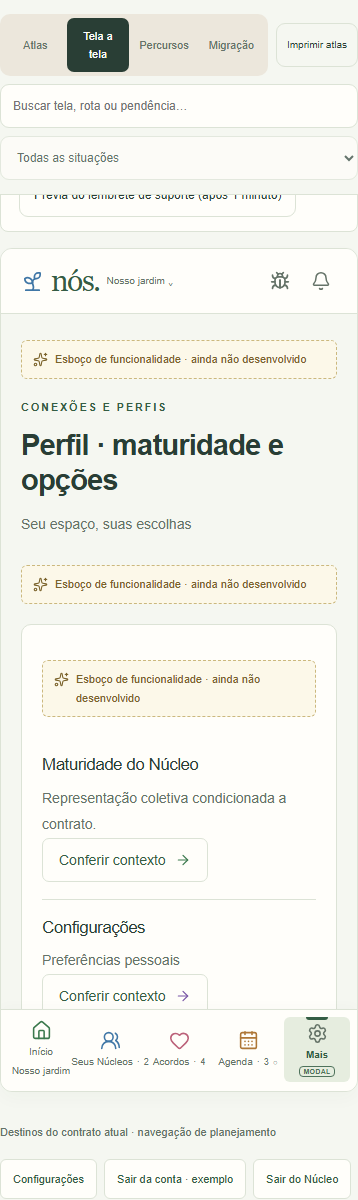 Atlas
Tela a
tela
Percursos
Migração
Imprimir atlas
Buscar tela, rota ou pendência…
Todas as situações
Prévia do lembrete de suporte (após 1 minuto)
nós.
Nosso jardim
Esboço de funcionalidade · ainda não desenvolvido
CONEXÕES E PERFIS
Perfil · maturidade e
opções
Seu espaço, suas escolhas
Esboço de funcionalidade · ainda não desenvolvido
Esboço de funcionalidade · ainda não
desenvolvido
Maturidade do Núcleo
Representação coletiva condicionada a
contrato.
Conferir contexto
Configurações
Preferências pessoais
Conferir contexto
Início
Nosso jardim
Seus Núcleos · 2
Acordos · 4
Agenda · 3
Mais
MODAL
Destinos do contrato atual · navegação de planejamento
Configurações
Sair da conta · exemplo
Sair do Núcleo